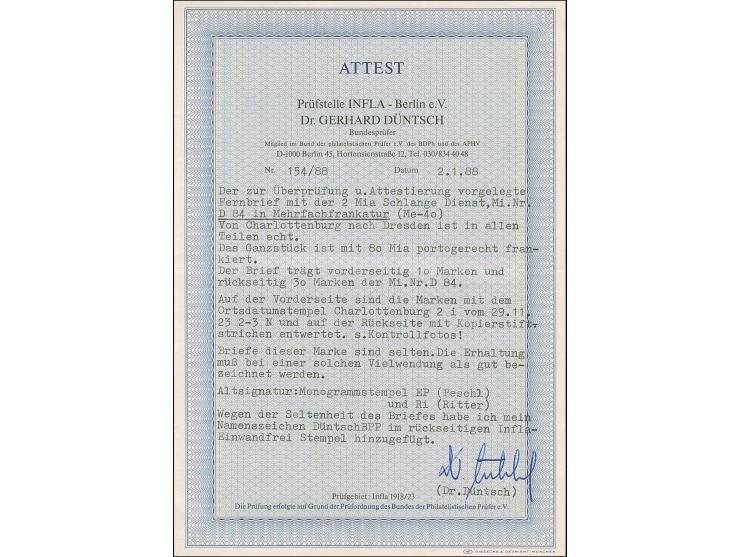 ATTEST
Prüfstelle INFLA - Berlin e.V.
Dr. GERHARD DÜNTSCH
Bundesprüfer
Mitglied im Bund der philatelistischen Prüfer e.V. des BDPh und des APHV
D-1000 Berlin 45, Hortensienstraße 12, Tel. 030/834 40 48
Nr. 154/88 Datum 2.1.88
Der zur Überprüfung u.Attestierung vorgelegte
Fernbrief mit der 2 Mia Schlange Dienst,Mi.Nr.
D 84 in Mehrfachfrankatur (Me-4o)
Von Charlottenburg nach Dresden ist in allen
Teilen echt.
Das Ganzstück ist mit 8o Mia portogerecht fran-
kiert.
Der Brief trägt vorderseitig 1o Marken und
rückseitig 3o Marken der Mi.Nr.D 84.
Auf der Vorderseite sind die Marken mit dem
Ortsdatumstempel Charlottenburg 2 i vom 29.11.
23 2-3 N und auf der Rückseite mit Kopierstift-
strichen entwertet. s.Kontrollfotos!
Briefe dieser Marke sind selten.Die Erhaltung
muß bei einer solchen Vielwendung als gut be-
zeichnet werden.
Altsignatur:Monogrammstempel EP (Peschl)
und Ri (Ritter)
Wegen der Seltenheit des Briefes habe ich mein
Namenszeichen DüntschBPP im rückseitigen Infla-
Einwandfrei Stempel hinzugefügt.
(Dr.Düntsch)
Prüfgebiet: Infla 1918/23
Die Prüfung erfolgte auf Grund der Prüfordnung des Bundes der Philatelistischen Prüfer e.V.
GIESECKE & DEVRIENT, MÜNCHEN